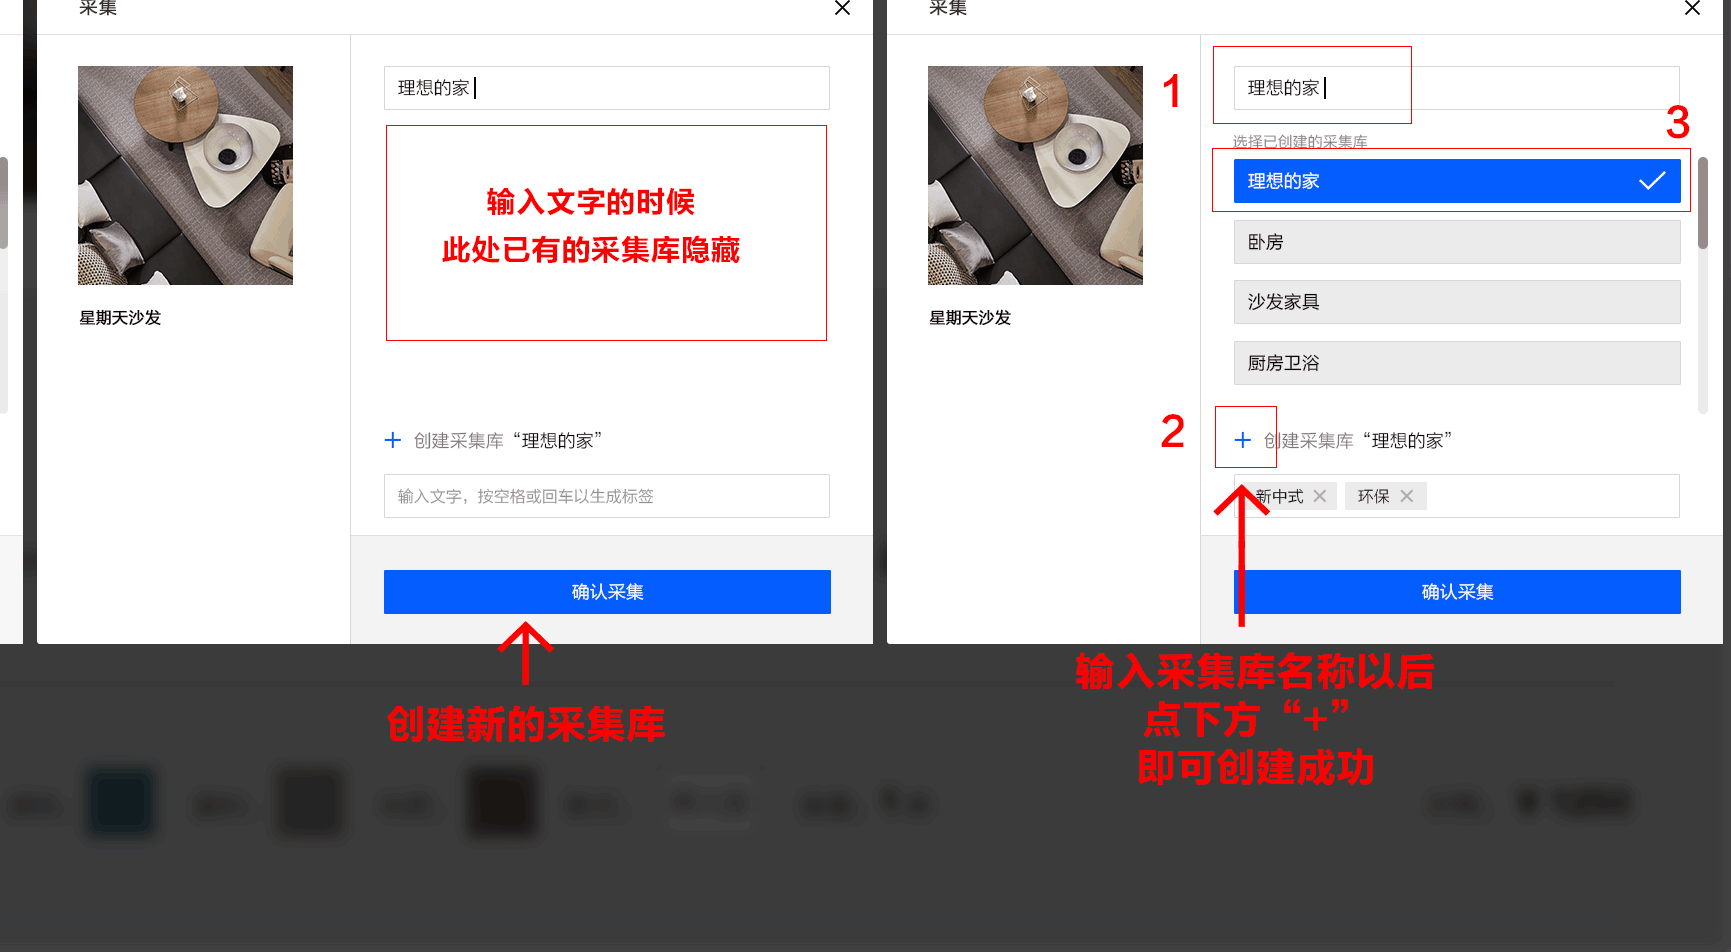 采集
理想的家
输入文字的时候
此处已有的采集库隐藏
星期天沙发
创建采集库 “理想的家”
输入文字，按空格或回车以生成标签
确认采集
创建新的采集库
采集
1
理想的家
选择已创建的采集库
3
理想的家
卧房
沙发家具
厨房卫浴
星期天沙发
2
创建采集库 “理想的家”
新中式
环保
确认采集
输入采集库名称以后
点下方“+”
即可创建成功